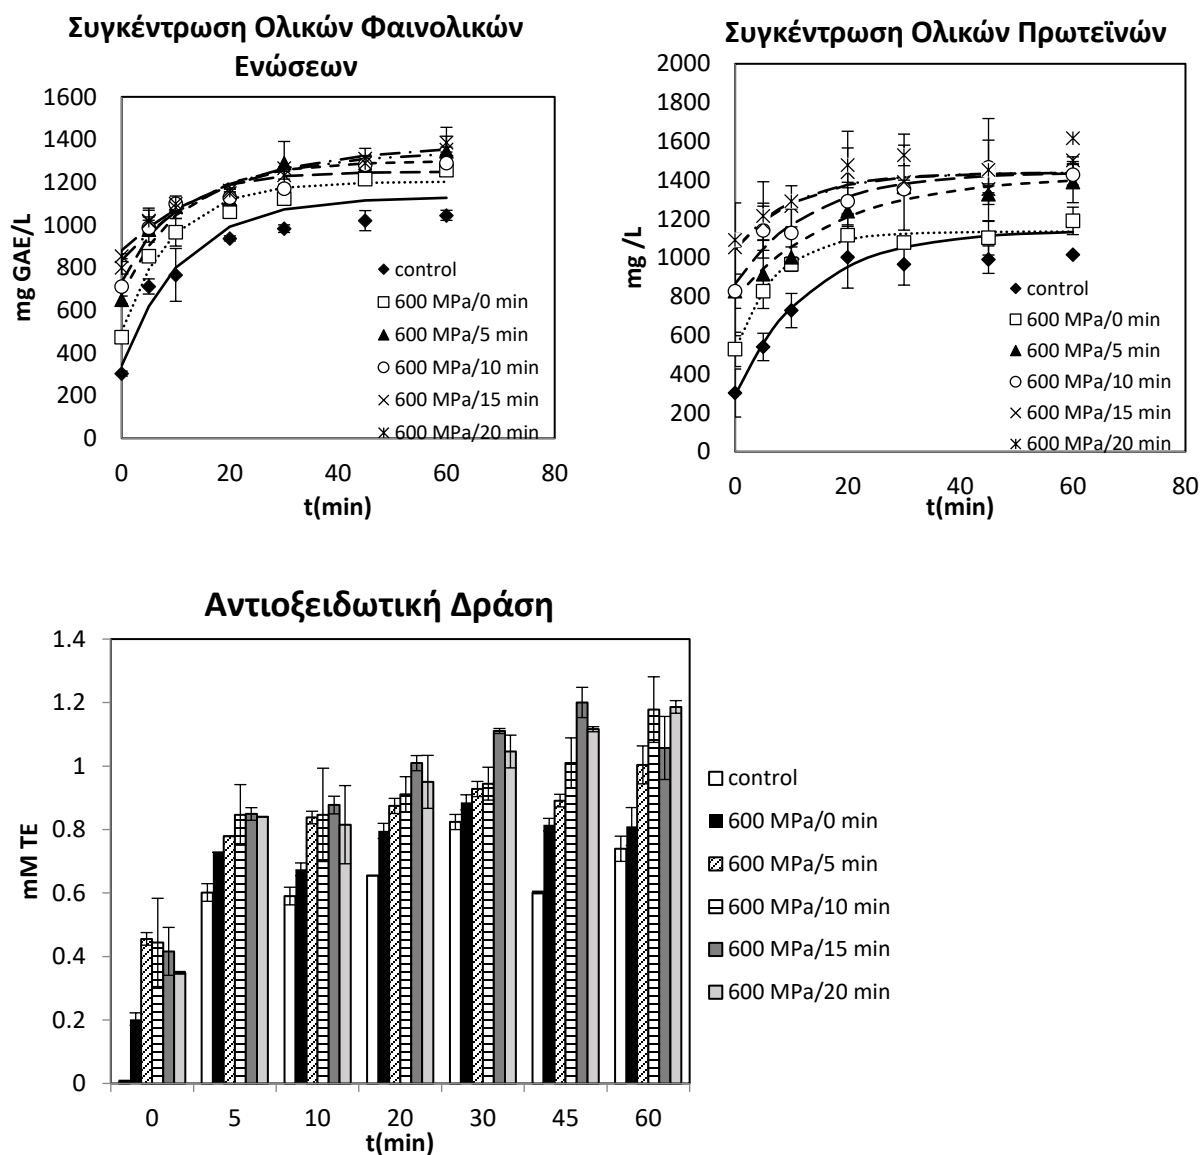 Συγκέντρωση Ολικών Φαινολικών
Ενώσεων
1600
1400
1200
1000
800
600
400
200
0
mg GAE/L
0
20
40
60
80
t(min)
control
600 MPa/0 min
600 MPa/5 min
600 MPa/10 min
600 MPa/15 min
600 MPa/20 min
Συγκέντρωση Ολικών Πρωτεϊνών
2000
1800
1600
1400
1200
1000
800
600
400
200
0
mg /L
0
20
40
60
80
t(min)
control
600 MPa/0 min
600 MPa/5 min
600 MPa/10 min
600 MPa/15 min
600 MPa/20 min
Αντιοξειδωτική Δράση
1.4
1.2
1
0.8
0.6
0.4
0.2
0
mM TE
0
5
10
20
30
45
60
t(min)
control
600 MPa/0 min
600 MPa/5 min
600 MPa/10 min
600 MPa/15 min
600 MPa/20 min